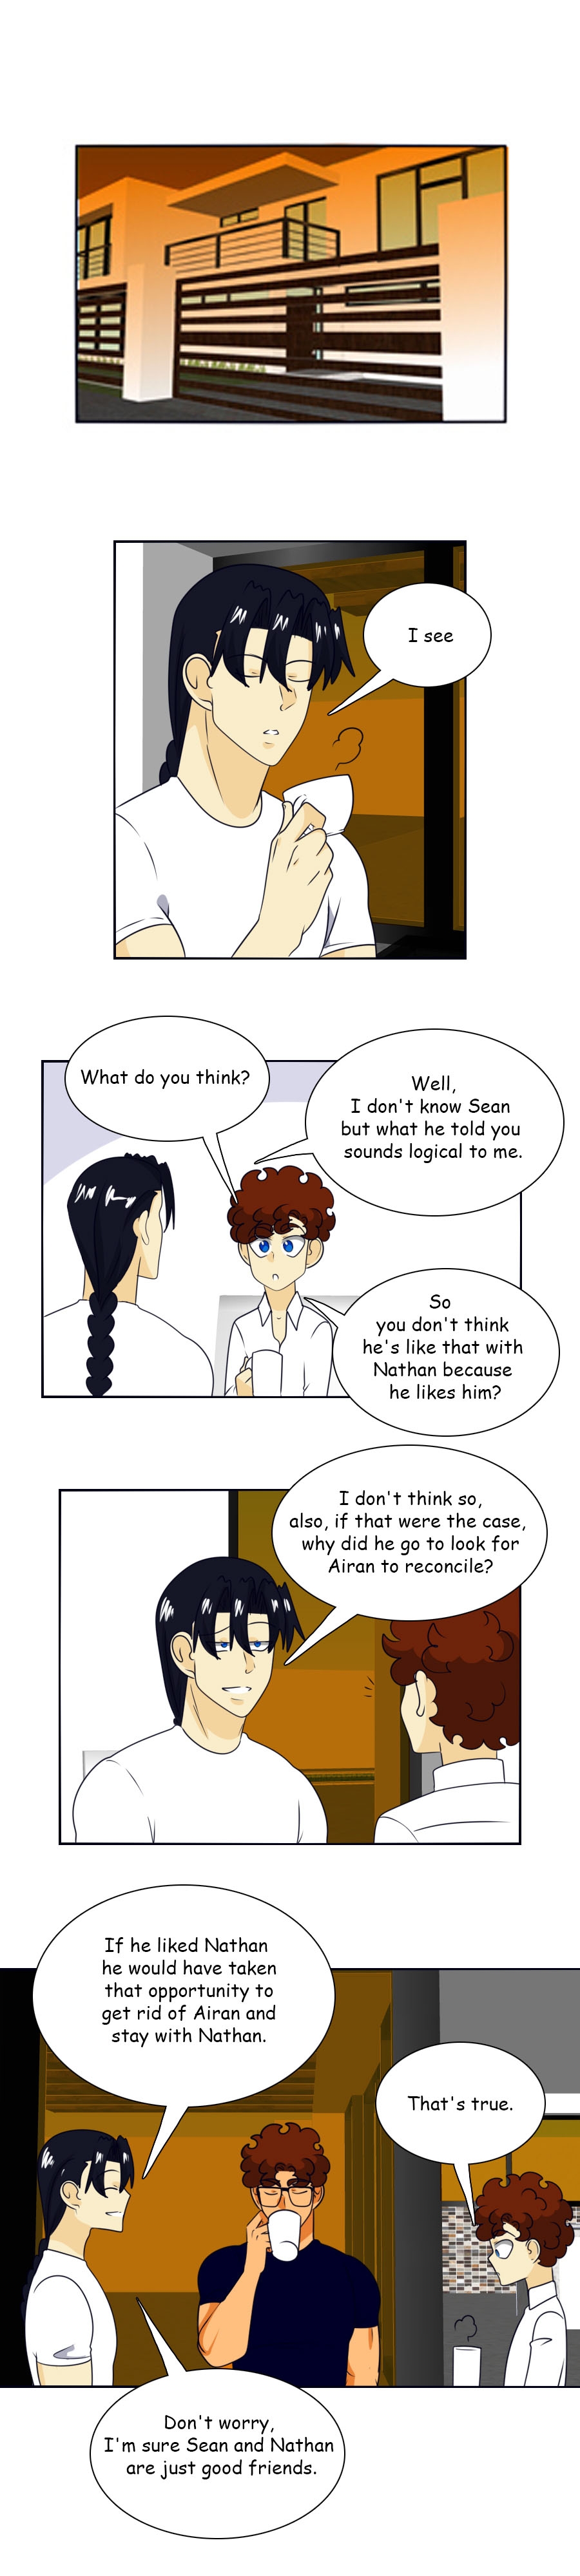 I see
What do you think?
Well,
I don't know Sean
but what he told you
sounds logical to me.
So
you don't think
he's like that with
Nathan because
he likes him?
I don't think so,
also, if that were the case,
why did he go to look for
Airan to reconcile?
If he liked Nathan
he would have taken
that opportunity to
get rid of Airan and
stay with Nathan.
That's true.
Don't worry,
I'm sure Sean and Nathan
are just good friends.